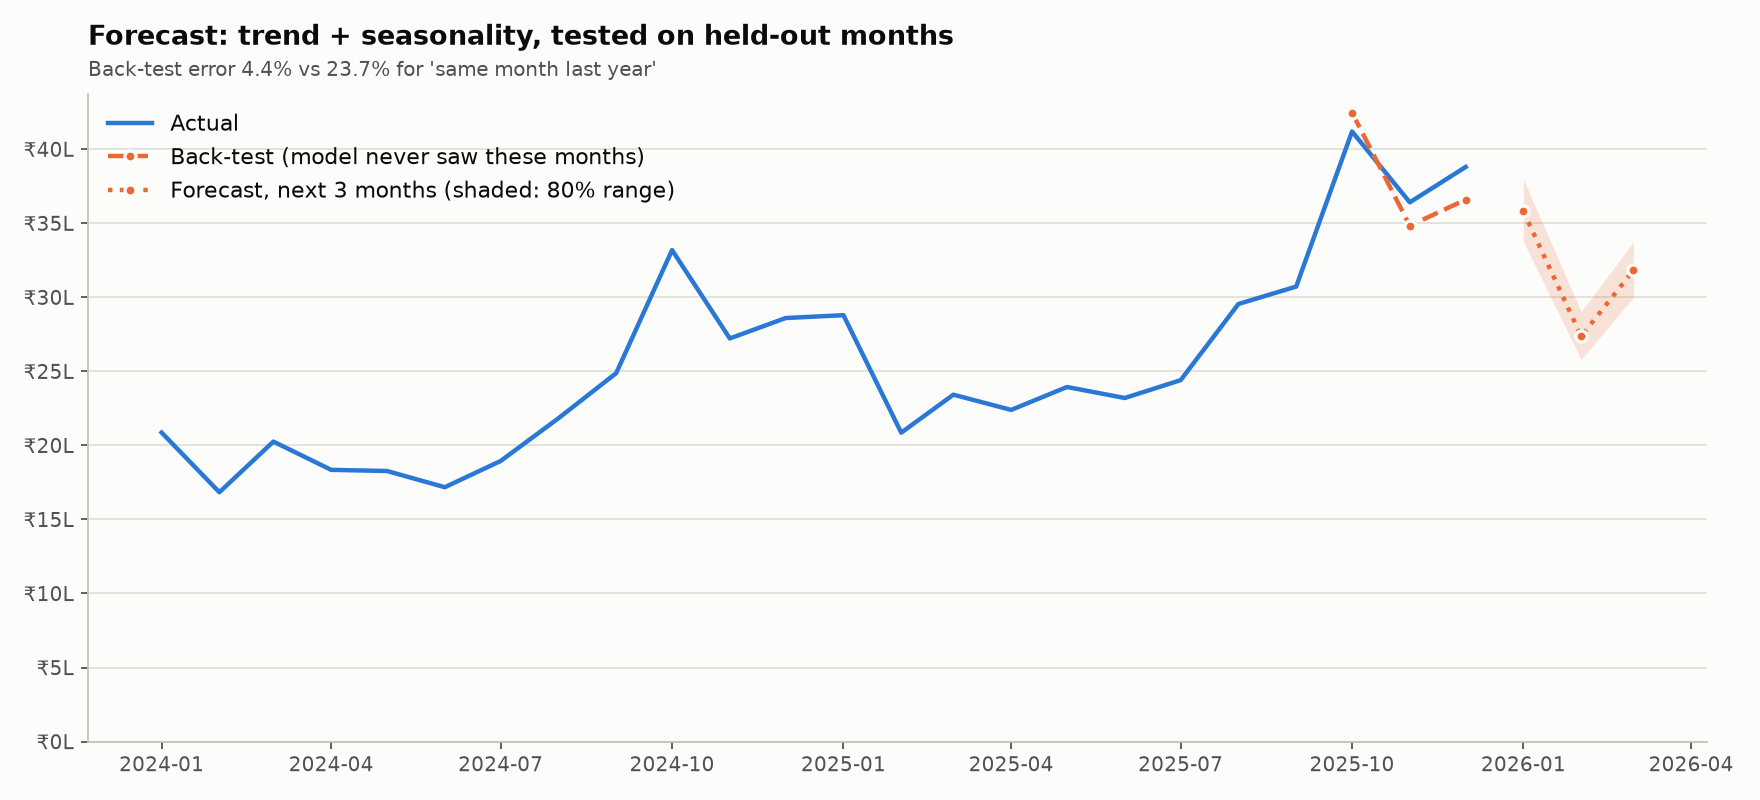 Forecast: trend + seasonality, tested on held-out months
Back-test error 4.4% vs 23.7% for 'same month last year'
Actual
Back-test (model never saw these months)
Forecast, next 3 months (shaded: 80% range)
₹40L
₹35L
₹30L
₹25L
₹20L
₹15L
₹10L
₹5L
₹0L
2024-01 2024-04 2024-07 2024-10 2025-01 2025-04 2025-07 2025-10 2026-01 2026-04